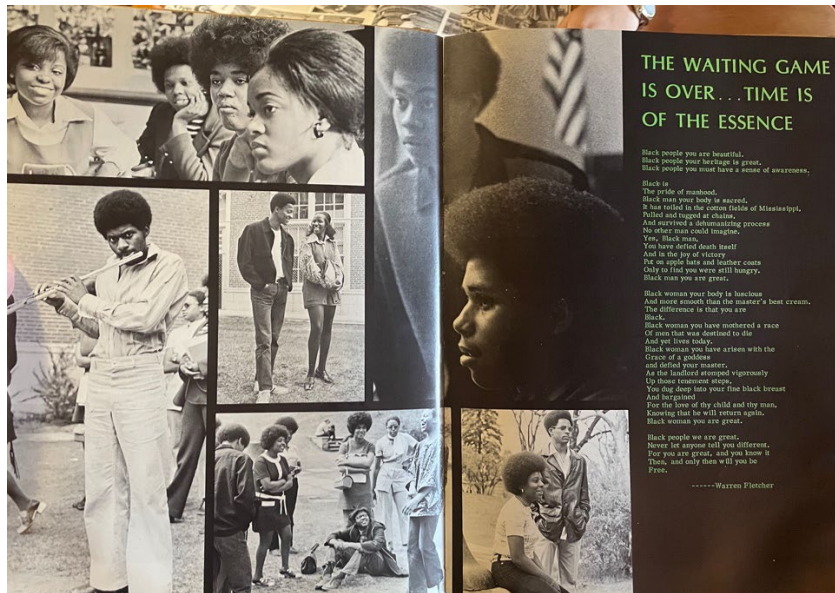 THE WAITING GAME
IS OVER...TIME IS
OF THE ESSENCE
Black people you are beautiful.
Black people your heritage is great.
Black people you must have a sense of awareness.
Black is
The pride of manhood.
Black man your body is sacred.
It has toiled in the cotton fields of Mississippi.
Pulled and tugged at chains,
And survived a dehumanizing process
No other man could imagine.
Yes, Black man,
You have defied death itself
And is the joy of victory
Put on apple hats and leather coats
Only to find you were still hungry.
Black man you are great.
Black woman your body is luscious
And more smooth than the master's best cream.
The difference is that you are
Black.
Black woman you have mothered a race
Of men that was destined to die
And yet lives today.
Black woman you have arisen with the
Grace of a goddess
and defied your master.
As the landlord stomped vigorously
Up those tenement steps,
You dug deep into your fine black breast
And bargained
For the love of thy child and thy man,
Knowing that he will return again.
Black woman you are great.
Black people we are great.
Never let anyone tell you different.
For you are great, and you know it
Then, and only then will you be
Free.
------Warren Fletcher